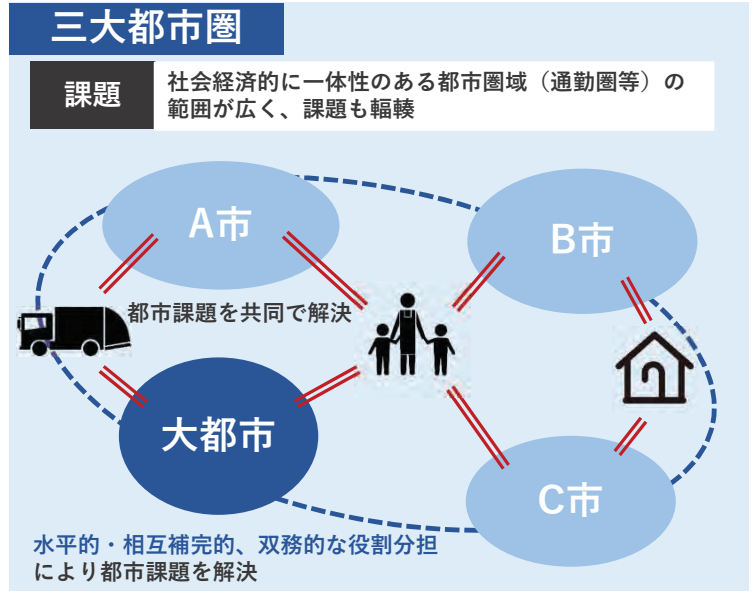 三大都市圏
課題
社会経済的に一体性のある都市圏域（通勤圏等）の
範囲が広く、課題も輻輳
A市
B市
都市課題を共同で解決
大都市
C市
水平的・相互補完的、双務的な役割分担
により都市課題を解決